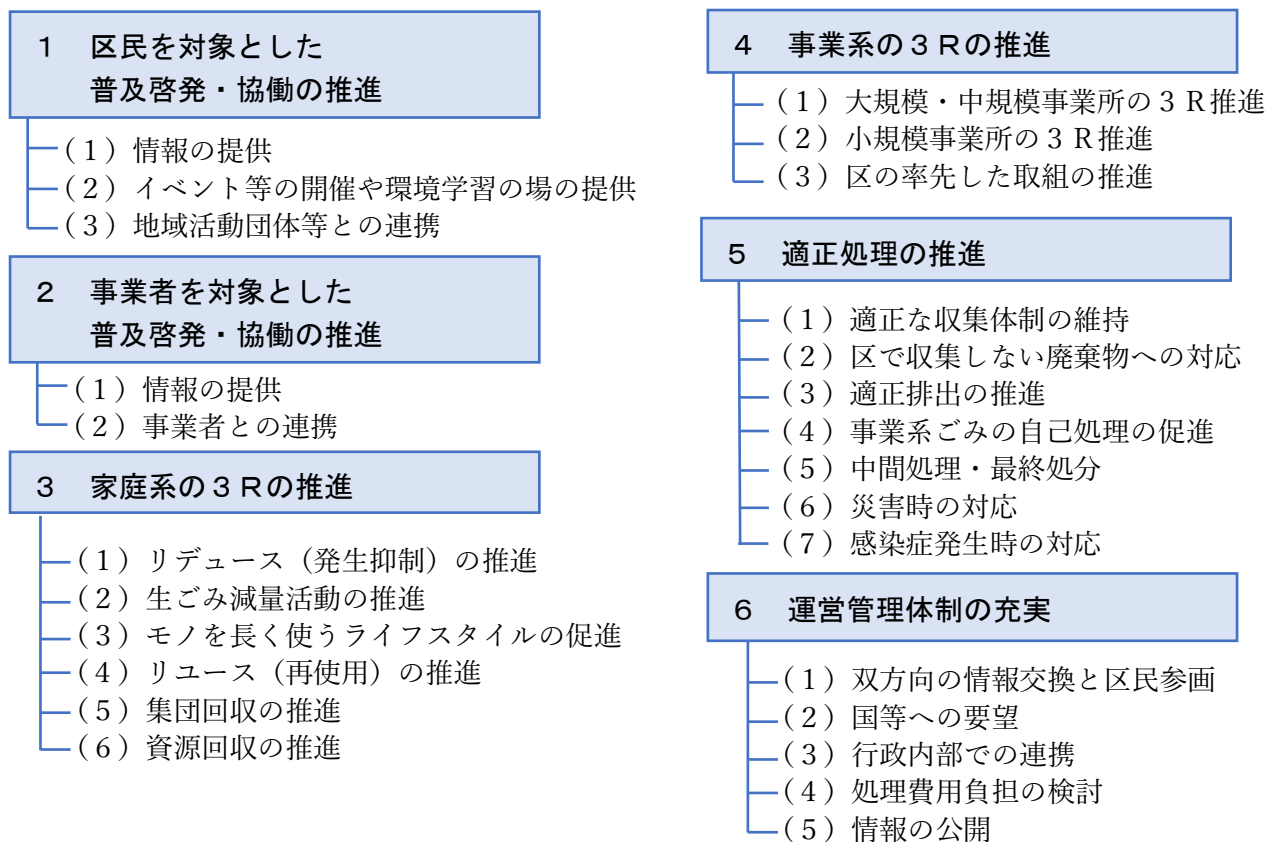 １　区民を対象とした
普及啓発・協働の推進
（１）情報の提供
（２）イベント等の開催や環境学習の場の提供
（３）地域活動団体等との連携
２　事業者を対象とした
普及啓発・協働の推進
（１）情報の提供
（２）事業者との連携
３　家庭系の３Ｒの推進
（１）リデュース（発生抑制）の推進
（２）生ごみ減量活動の推進
（３）モノを長く使うライフスタイルの促進
（４）リユース（再使用）の推進
（５）集団回収の推進
（６）資源回収の推進
４　事業系の３Ｒの推進
（１）大規模・中規模事業所の３Ｒ推進
（２）小規模事業所の３Ｒ推進
（３）区の率先した取組の推進
５　適正処理の推進
（１）適正な収集体制の維持
（２）区で収集しない廃棄物への対応
（３）適正排出の推進
（４）事業系ごみの自己処理の促進
（５）中間処理・最終処分
（６）災害時の対応
（７）感染症発生時の対応
６　運営管理体制の充実
（１）双方向の情報交換と区民参画
（２）国等への要望
（３）行政内部での連携
（４）処理費用負担の検討
（５）情報の公開